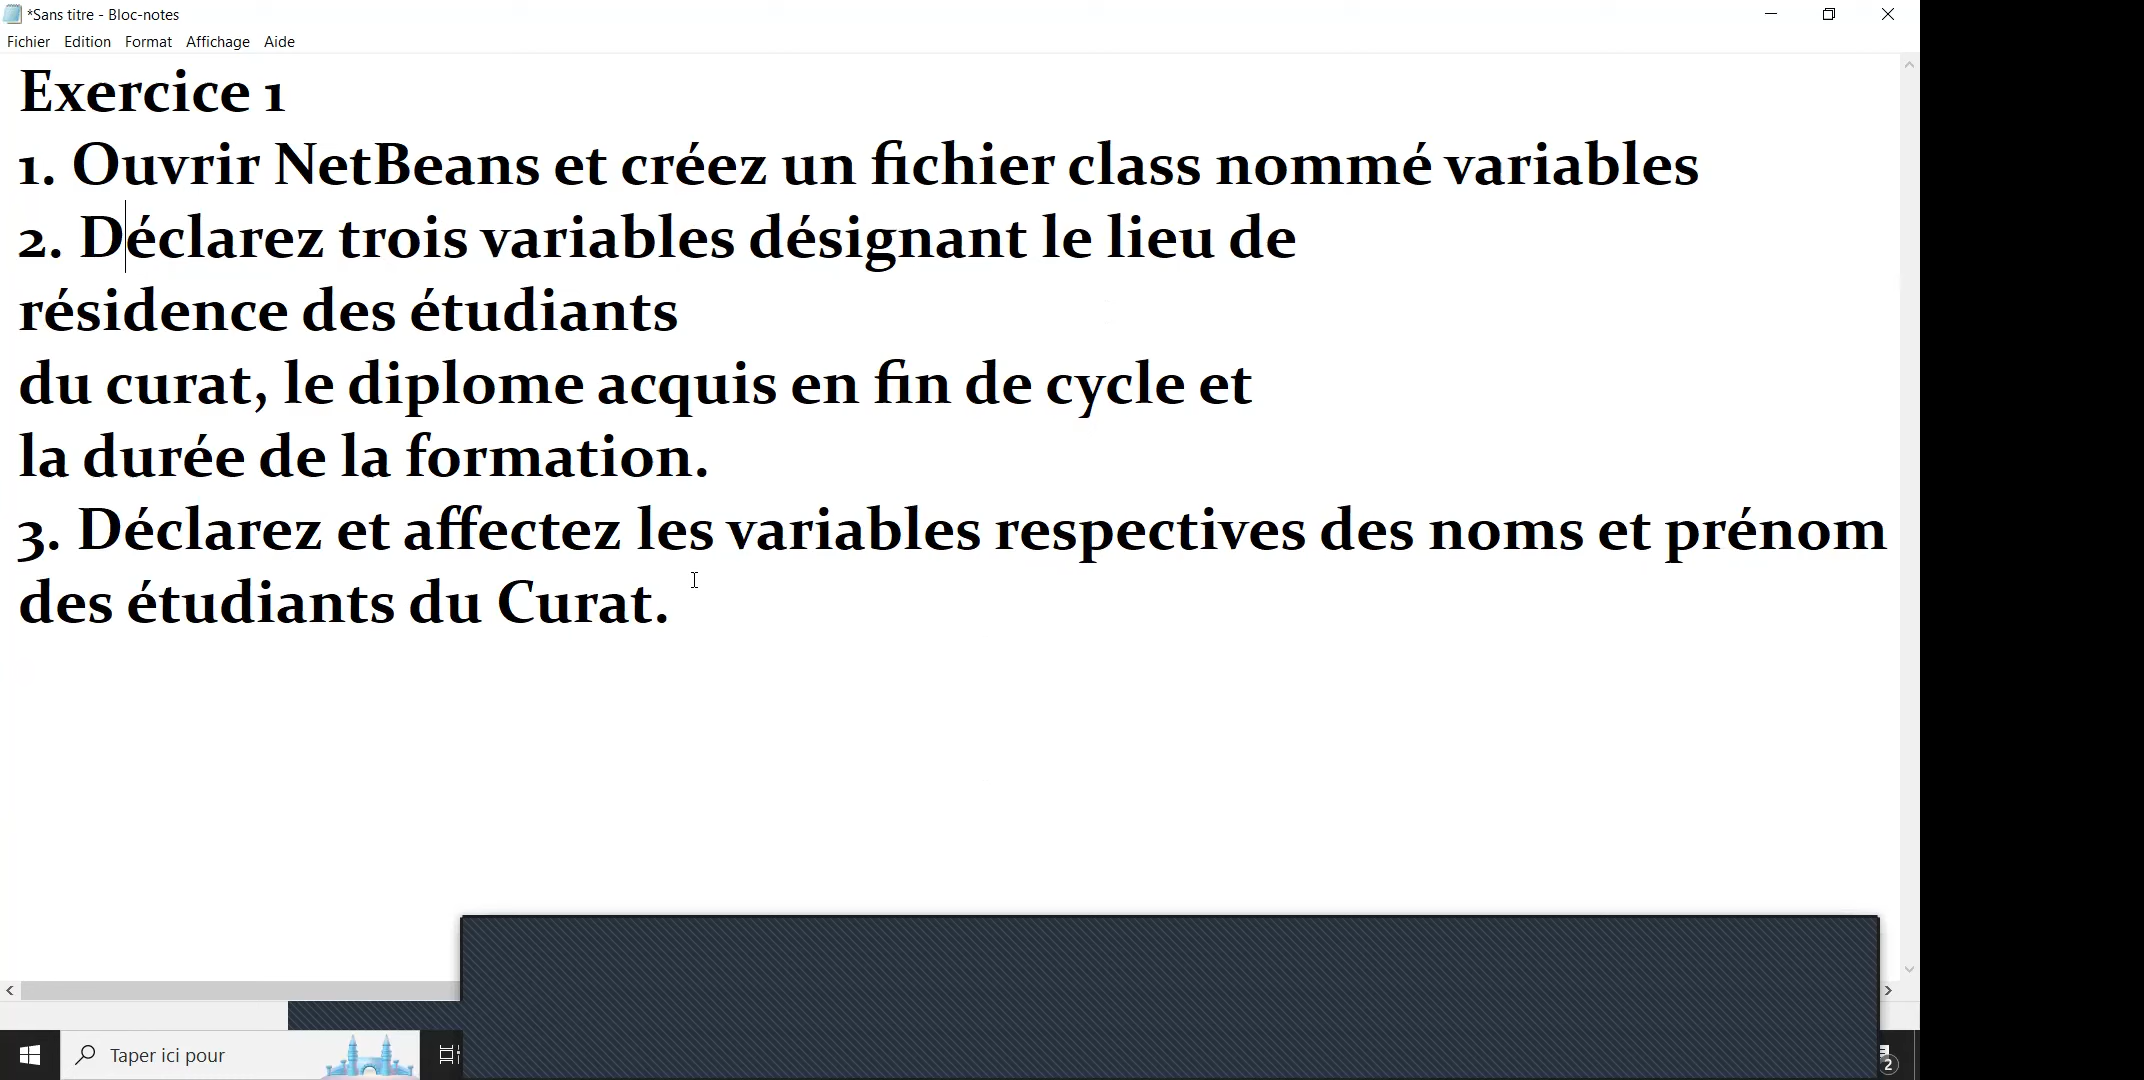 *Sans titre - Bloc-notes
Fichier Edition Format Affichage Aide
Exercice 1
1. Ouvrir NetBeans et créez un fichier class nommé variables
2. Déclarez trois variables désignant le lieu de
résidence des étudiants
du curat, le diplome acquis en fin de cycle et
la durée de la formation.
3. Déclarez et affectez les variables respectives des noms et prénom
des étudiants du Curat.
Taper ici pour
2